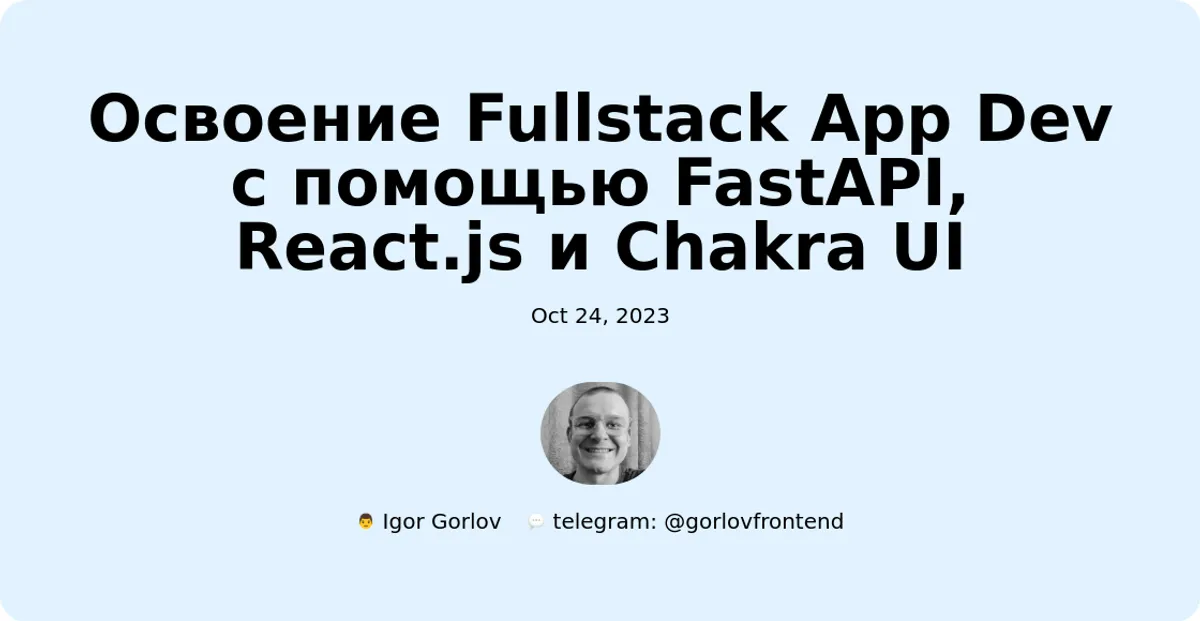 Освоение Fullstack App Dev
с помощью FastAPI,
React.js и Chakra UI
Oct 24, 2023
👨 Igor Gorlov 💬 telegram: @gorlovfrontend